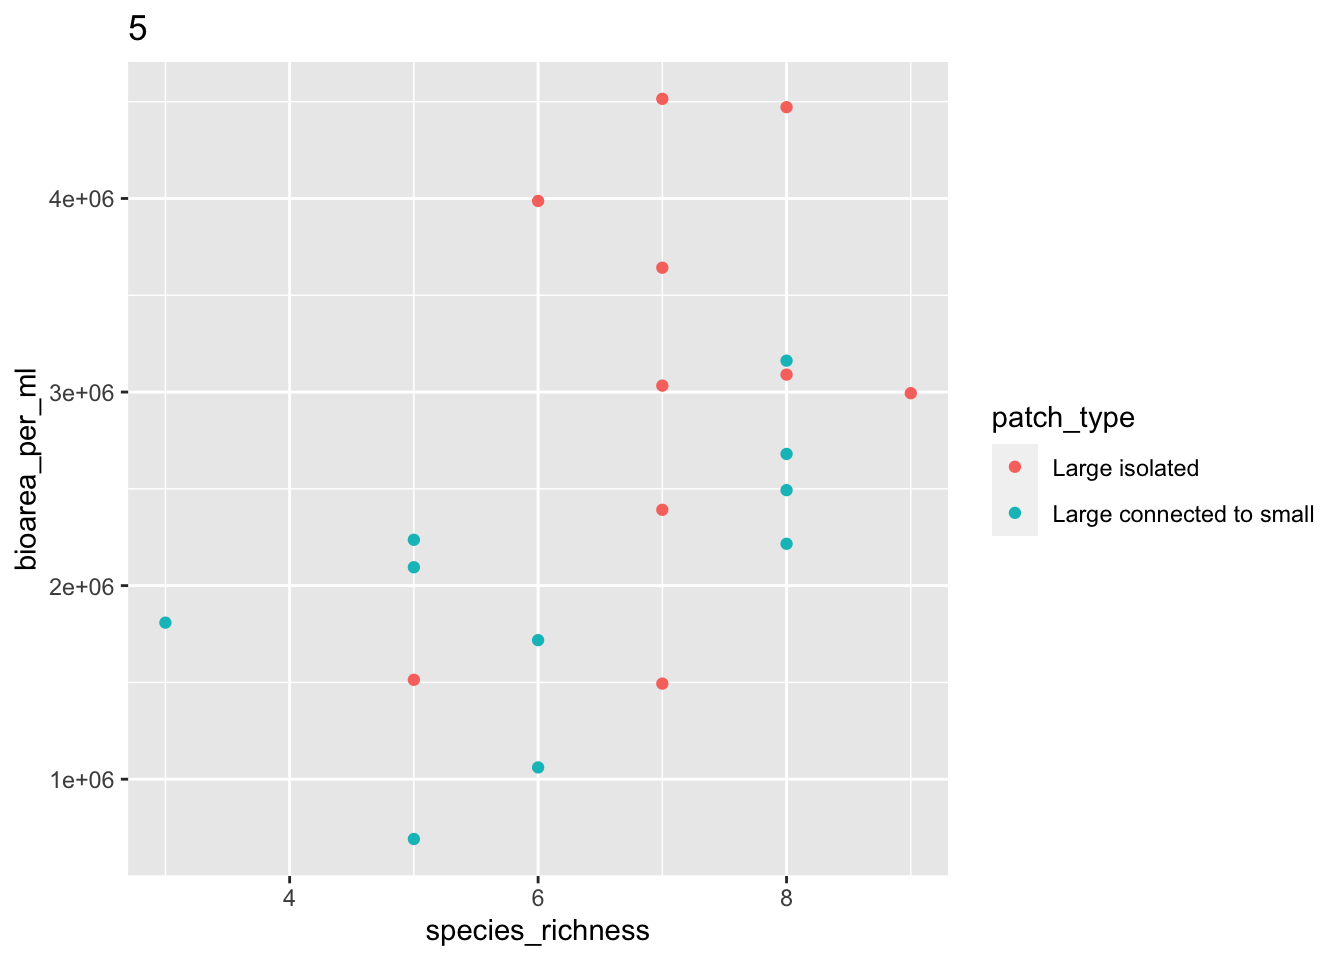 5
bioarea_per_ml
4e+06
3e+06
2e+06
1e+06
4 6 8
species_richness
patch_type
Large isolated
Large connected to small